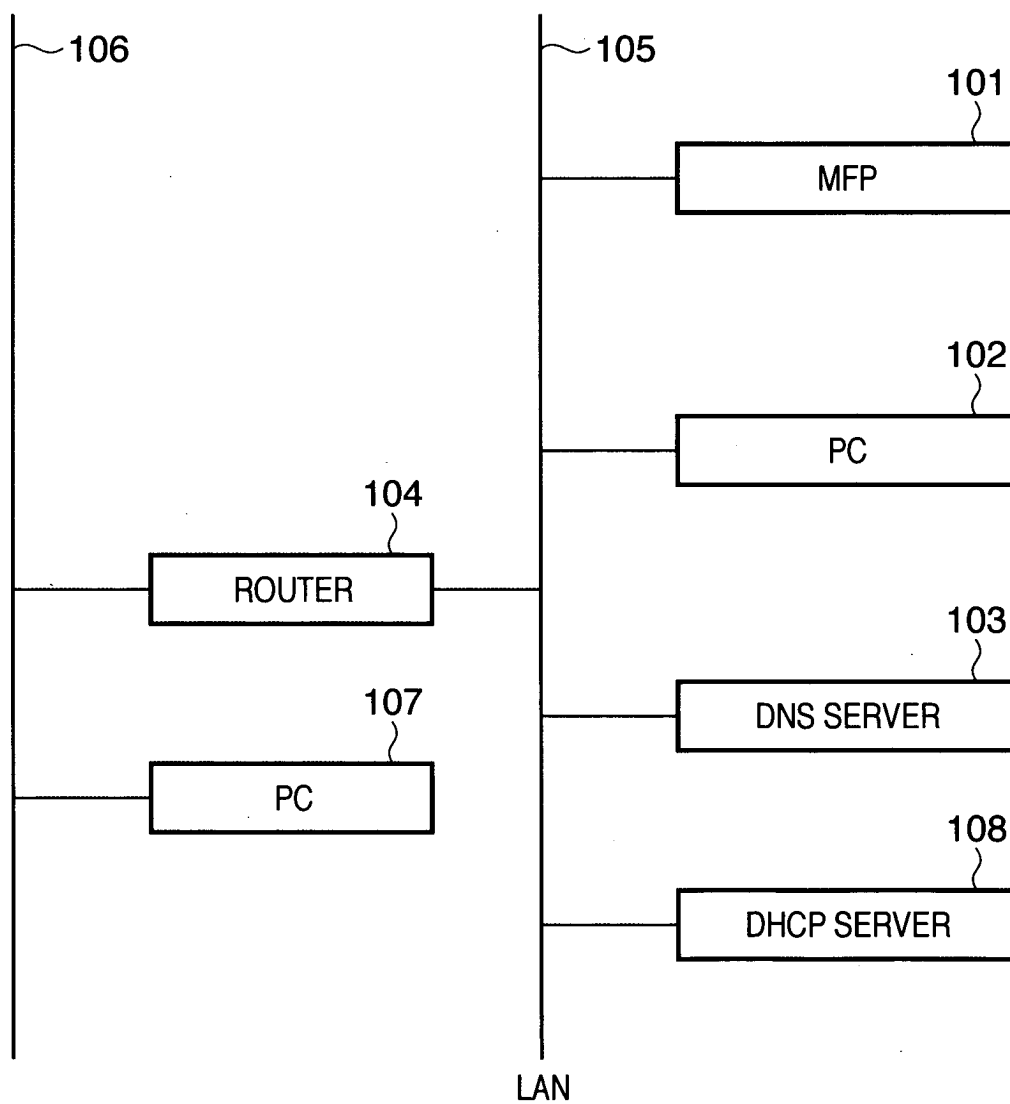 106
105
101
MFP
102
PC
104
ROUTER
103
DNS SERVER
107
PC
108
DHCP SERVER
LAN